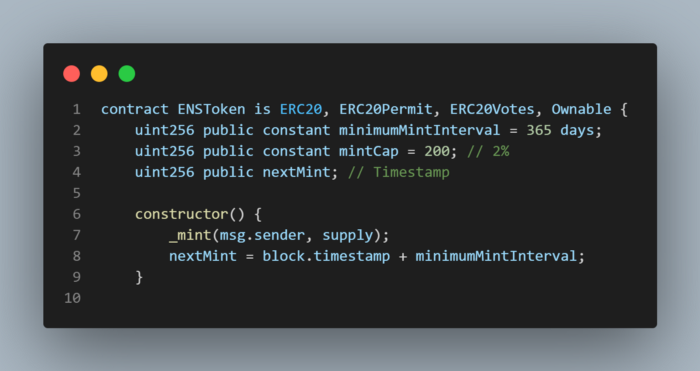 1 contract ENSToken is ERC20, ERC20Permit, ERC20Votes, Ownable {
2 uint256 public constant minimumMintInterval = 365 days;
3 uint256 public constant mintCap = 200; // 2%
4 uint256 public nextMint; // Timestamp
5
6 constructor() {
7 _mint(msg.sender, supply);
8 nextMint = block.timestamp + minimumMintInterval;
9 }
10